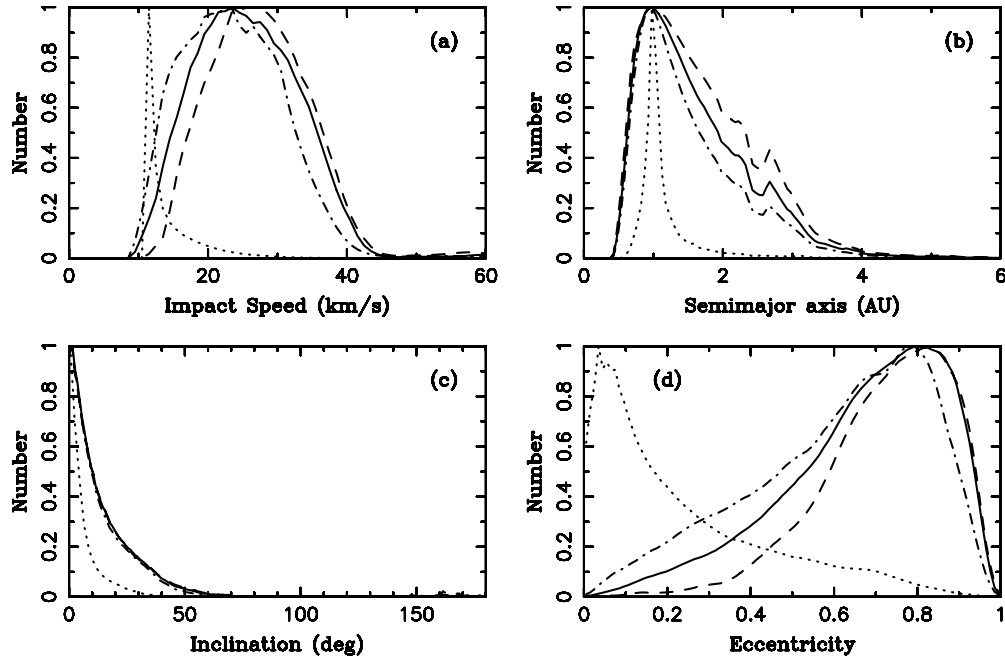 (a)
Number
0 0.2 0.4 0.6 0.8 1
0 20 40 60
Impact Speed (km/s)
(b)
Number
0 0.2 0.4 0.6 0.8 1
0 2 4 6
Semimajor axis (AU)
(c)
Number
0 0.2 0.4 0.6 0.8 1
0 50 100 150
Inclination (deg)
(d)
Number
0 0.2 0.4 0.6 0.8 1
0 0.2 0.4 0.6 0.8 1
Eccentricity